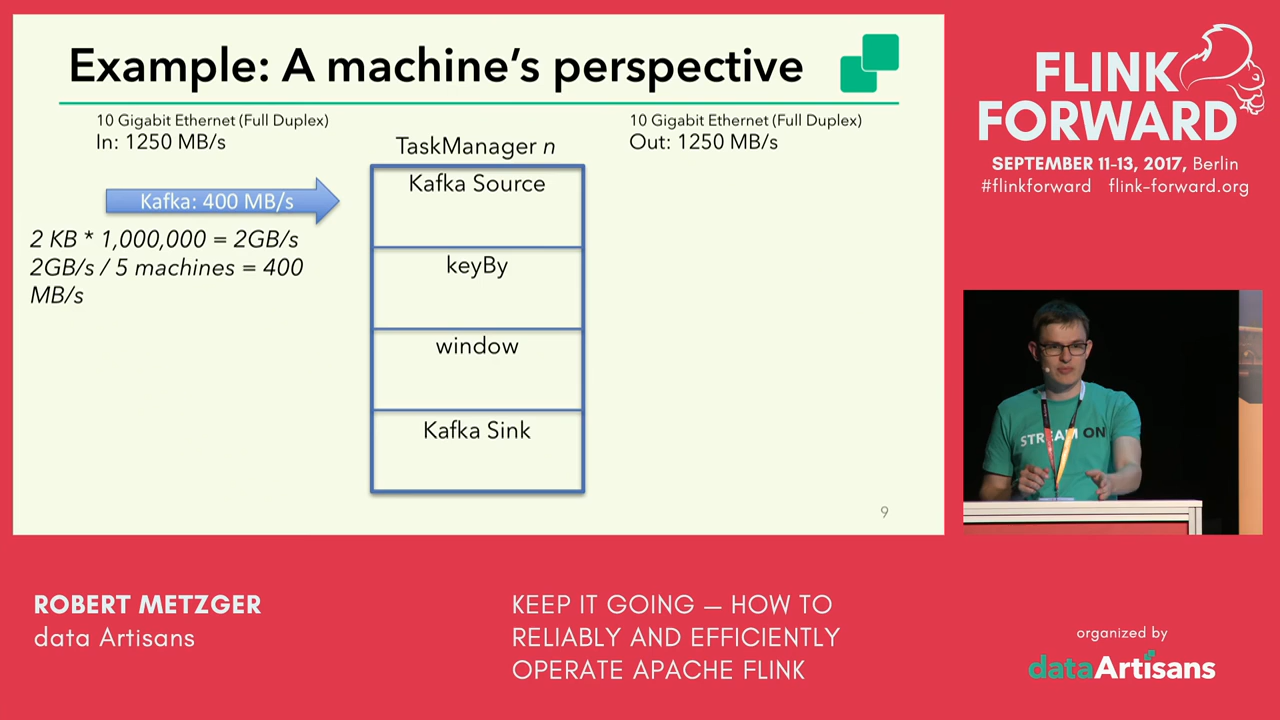 Example: A machine's perspective
10 Gigabit Ethernet (Full Duplex)
In: 1250 MB/s
10 Gigabit Ethernet (Full Duplex)
Out: 1250 MB/s
TaskManager n
Kafka Source
Kafka: 400 MB/s
2 KB * 1,000,000 = 2GB/s
2GB/s / 5 machines = 400
MB/s
keyBy
window
Kafka Sink
9
FLINK
FORWARD
SEPTEMBER 11-13, 2017, Berlin
#flinkforward flink-forward.org
STREAM ON
ROBERT METZGER
data Artisans
KEEP IT GOING — HOW TO
RELIABLY AND EFFICIENTLY
OPERATE APACHE FLINK
organized by
dataArtisans